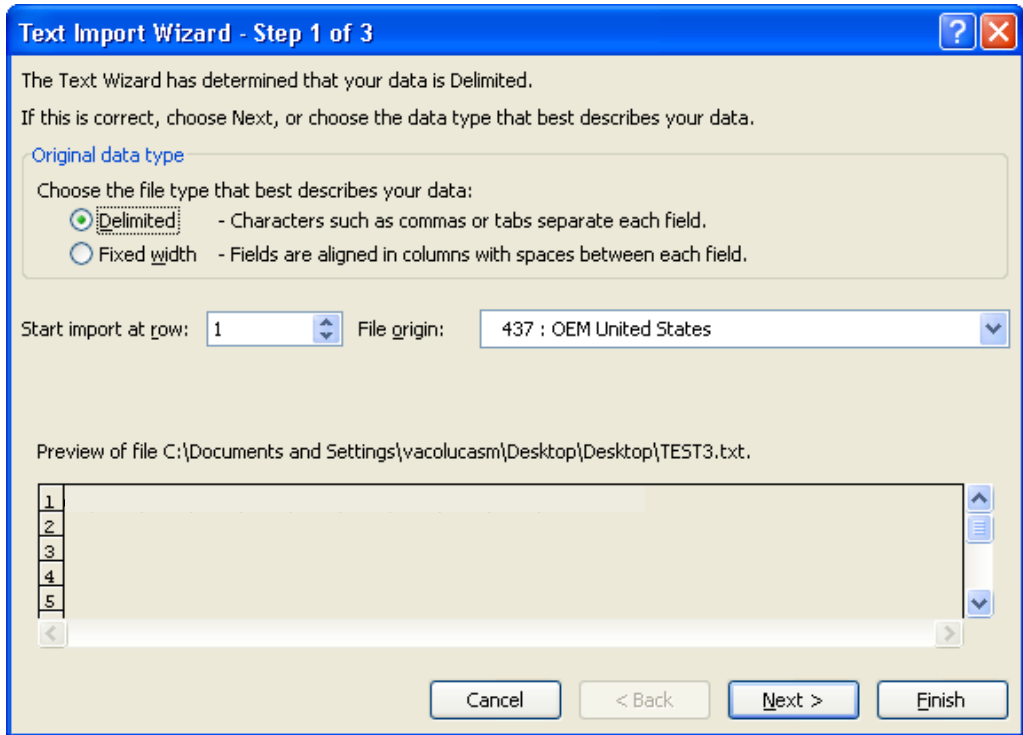 Text Import Wizard - Step 1 of 3
The Text Wizard has determined that your data is Delimited.
If this is correct, choose Next, or choose the data type that best describes your data.
Original data type
Choose the file type that best describes your data:
Delimited - Characters such as commas or tabs separate each field.
Fixed width - Fields are aligned in columns with spaces between each field.
Start import at row: 1 File origin: 437 : OEM United States
Preview of file C:\Documents and Settings\vacolucasm\Desktop\Desktop\TEST3.txt.
1
2
3
4
5
Cancel < Back Next > Finish